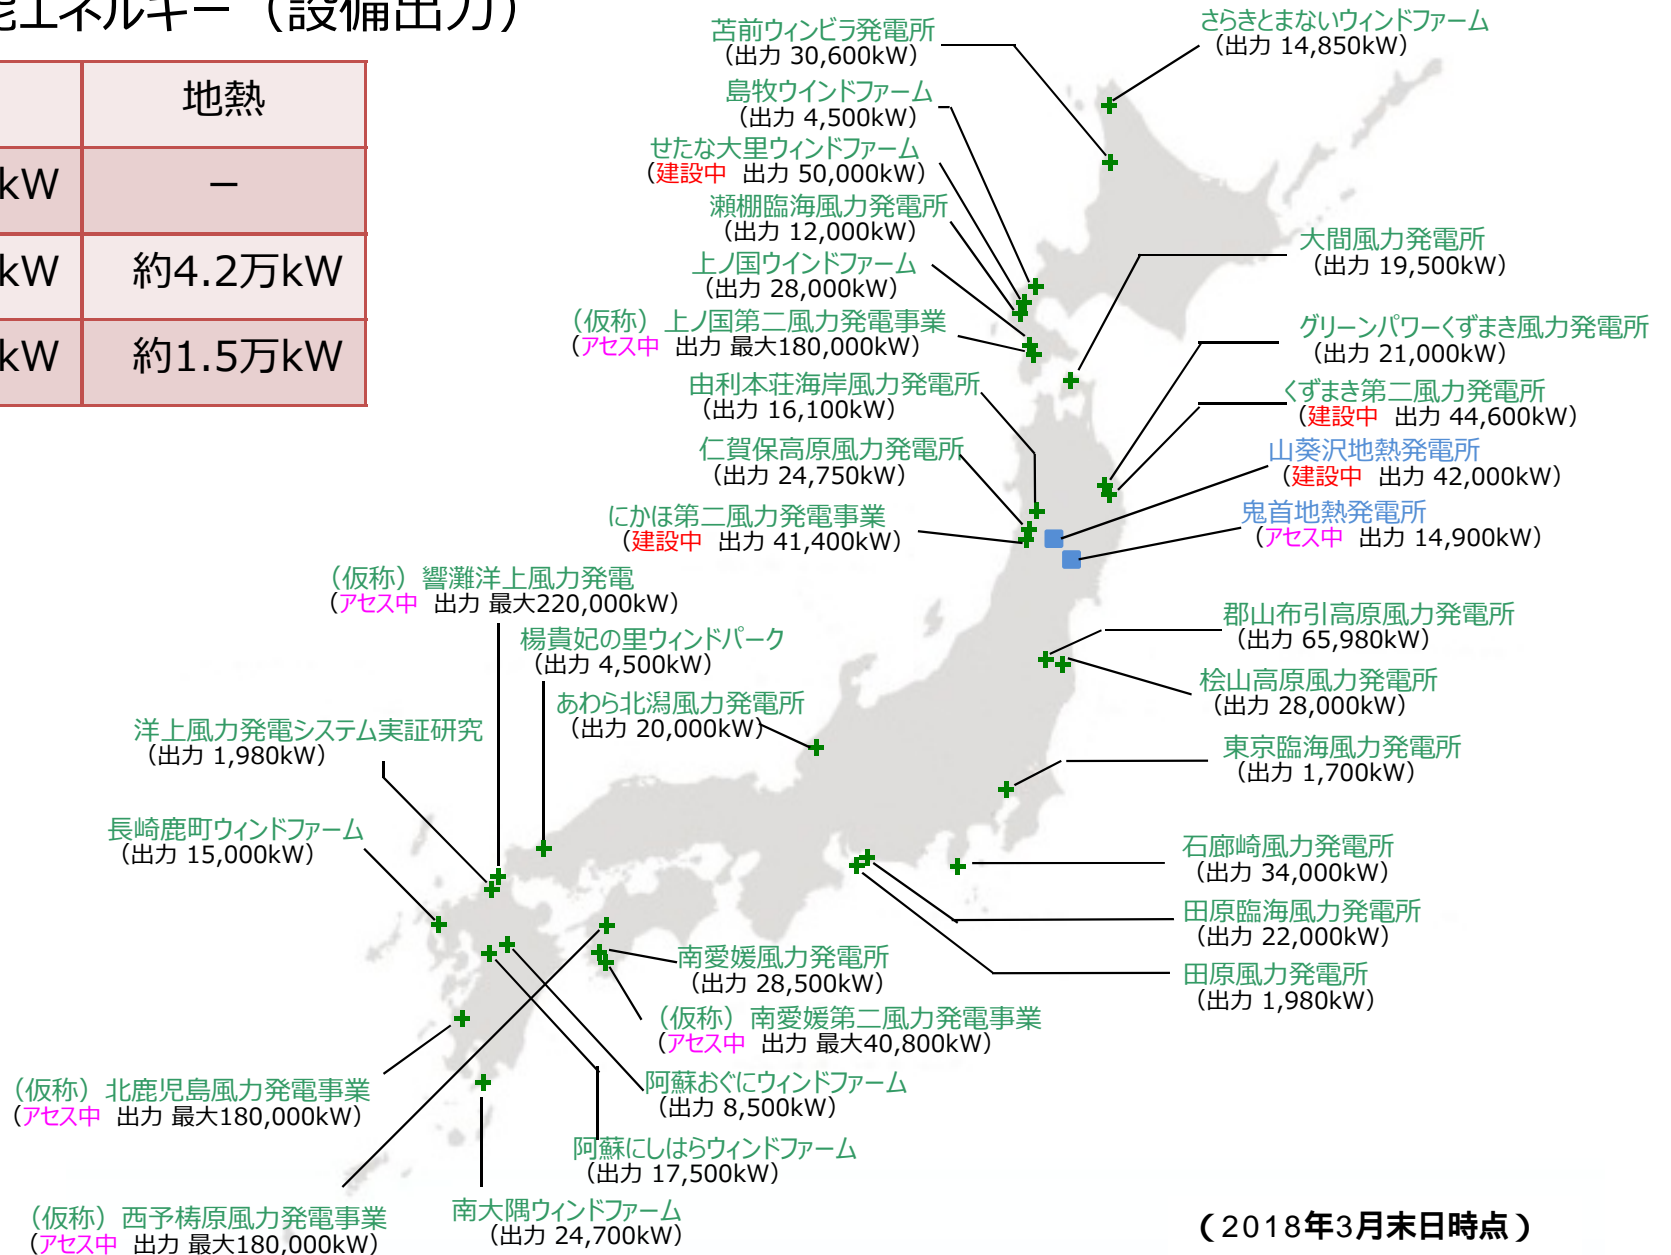 能エネルギー（設備出力）
地熱
kW
－
kW
約4.2万kW
kW
約1.5万kW
苫前ウィンビラ発電所
（出力 30,600kW）
さらきとまないウィンドファーム
（出力 14,850kW）
島牧ウインドファーム
（出力 4,500kW）
せたな大里ウィンドファーム
（建設中 出力 50,000kW）
瀬棚臨海風力発電所
（出力 12,000kW）
上ノ国ウインドファーム
（出力 28,000kW）
（仮称）上ノ国第二風力発電事業
（アセス中 出力 最大180,000kW）
大間風力発電所
（出力 19,500kW）
グリーンパワーくずまき風力発電所
（出力 21,000kW）
由利本荘海岸風力発電所
（出力 16,100kW）
くずまき第二風力発電所
（建設中 出力 44,600kW）
仁賀保高原風力発電所
（出力 24,750kW）
山葵沢地熱発電所
（建設中 出力 42,000kW）
にかほ第二風力発電事業
（建設中 出力 41,400kW）
鬼首地熱発電所
（アセス中 出力 14,900kW）
（仮称）響灘洋上風力発電
（アセス中 出力 最大220,000kW）
郡山布引高原風力発電所
（出力 65,980kW）
楊貴妃の里ウィンドパーク
（出力 4,500kW）
桧山高原風力発電所
（出力 28,000kW）
あわら北潟風力発電所
（出力 20,000kW）
洋上風力発電システム実証研究
（出力 1,980kW）
東京臨海風力発電所
（出力 1,700kW）
長崎鹿町ウィンドファーム
（出力 15,000kW）
石廊崎風力発電所
（出力 34,000kW）
田原臨海風力発電所
（出力 22,000kW）
南愛媛風力発電所
（出力 28,500kW）
田原風力発電所
（出力 1,980kW）
（仮称）南愛媛第二風力発電事業
（アセス中 出力 最大40,800kW）
（仮称）北鹿児島風力発電事業
（アセス中 出力 最大180,000kW）
阿蘇おぐにウィンドファーム
（出力 8,500kW）
阿蘇にしはらウィンドファーム
（出力 17,500kW）
（仮称）西予梼原風力発電事業
（アセス中 出力 最大180,000kW）
南大隅ウィンドファーム
（出力 24,700kW）
（2018年3月末日時点）